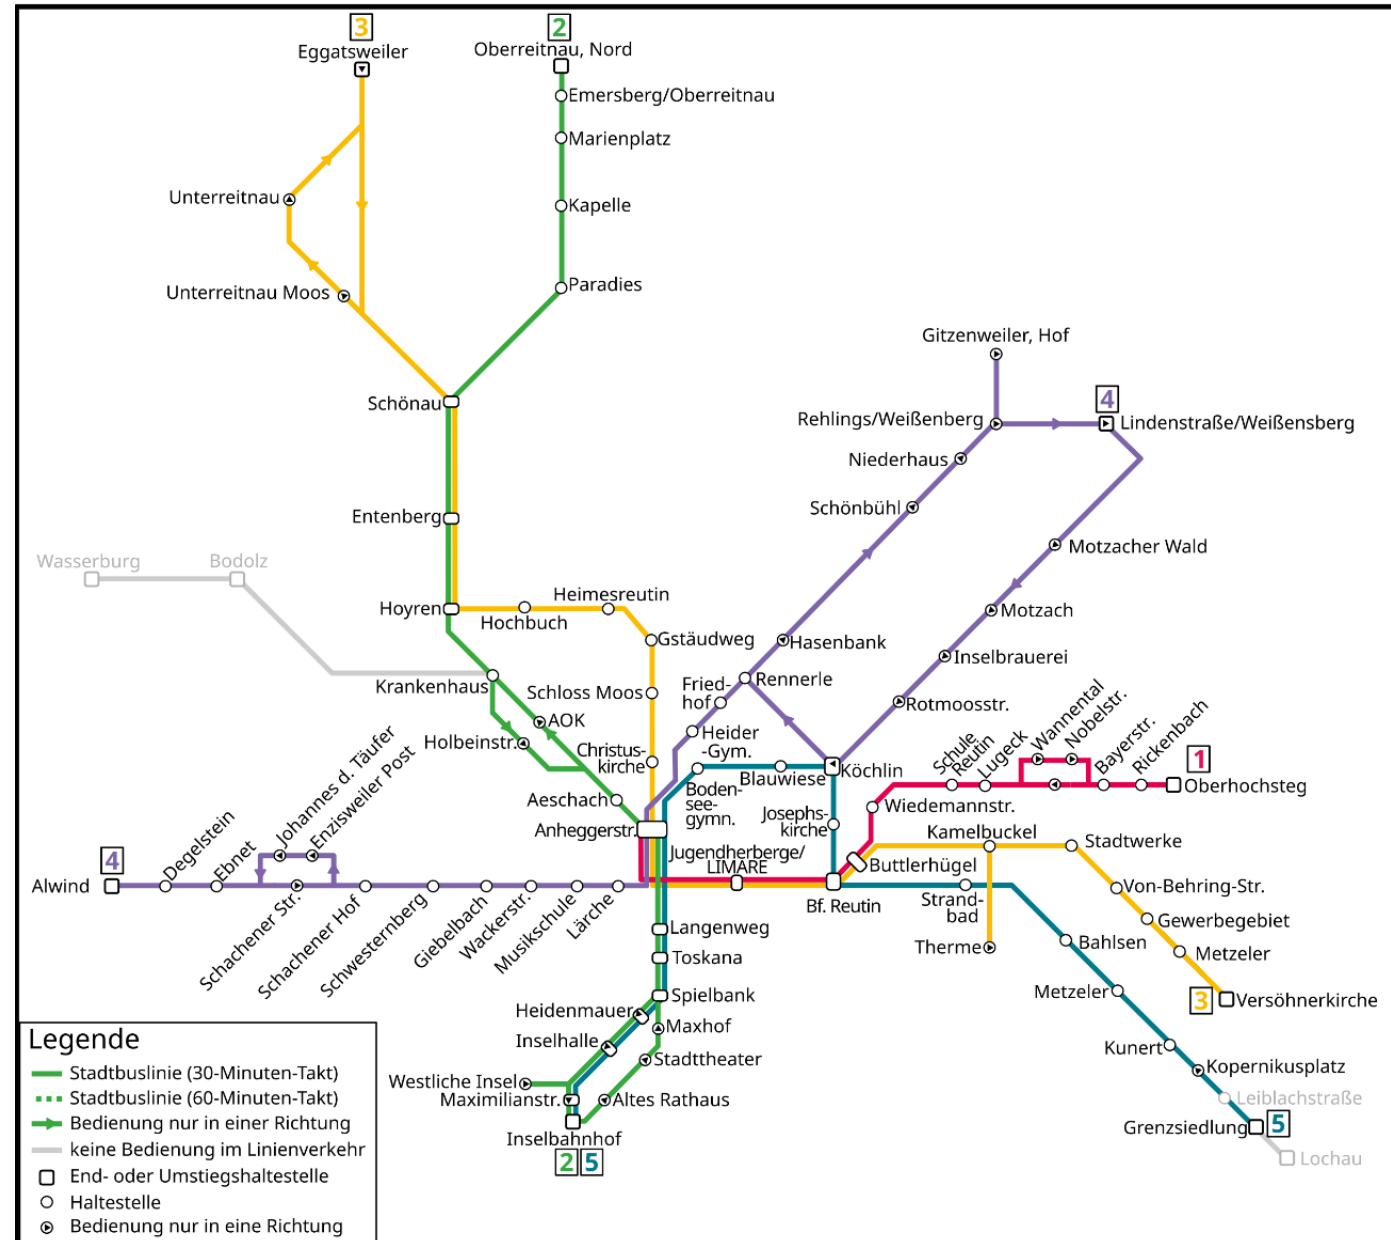 3
2
Eggatsweiler
Oberreitnau, Nord
Emersberg/Oberreitnau
Marienplatz
Unterreitnau
Kapelle
Unterreitnau Moos
Paradies
Gitzenweiler, Hof
Schönau
4
Rehlings/Weißenberg
Lindenstraße/Weißensberg
Niederhaus
Schönbühl
Entenberg
Motzacher Wald
Wasserburg
Bodolz
Hoyren
Hochbuch
Heimesreutin
Motzach
Gstäudweg
Hasenbank
Inselbrauerei
Krankenhaus
Schloss Moos
Fried-
hof
Rennerle
Rotmoosstr.
AOK
Holbeinstr.
Christus-
kirche
Heider
-Gym.
Schule
Reutin
Lugeck
Wannental
Nobelstr.
Bayerstr.
Rickenbach
1
Oberhochsteg
Blauwiese
Köchlin
Aeschach
Boden-
see-
gymn.
Josephs-
kirche
Wiedemannstr.
Anheggerstr.
Kamelbuckel
Stadtwerke
Jugendherberge/
LIMARE
Buttlerhügel
4
Alwind
Degelstein
Ebnet
Johannes d. Täufer
Enzisweiler Post
Schachener Str.
Schachener Hof
Schwesternberg
Giebelbach
Wackerstr.
Musikschule
Lärche
Bf. Reutin
Strand-
bad
Von-Behring-Str.
Gewerbegebiet
Langenweg
Therme
Bahlsen
Metzeler
Toskana
Metzeler
3
Versöhnerkirche
Spielbank
Heidenmauer
Maxhof
Inselhalle
Stadttheater
Kunert
Kopernikusplatz
Westliche Insel
Maximilianstr.
Altes Rathaus
Leiblachstraße
Inselbahnhof
Grenzsiedlung
5
2
5
Lochau
Legende
Stadtbuslinie (30-Minuten-Takt)
Stadtbuslinie (60-Minuten-Takt)
Bedienung nur in einer Richtung
keine Bedienung im Linienverkehr
End- oder Umstiegshaltestelle
Haltestelle
Bedienung nur in eine Richtung